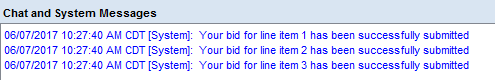 Chat and System Messages
06/07/2017 10:27:40 AM CDT [System]: Your bid for line item 1 has been successfully submitted
06/07/2017 10:27:40 AM CDT [System]: Your bid for line item 2 has been successfully submitted
06/07/2017 10:27:40 AM CDT [System]: Your bid for line item 3 has been successfully submitted